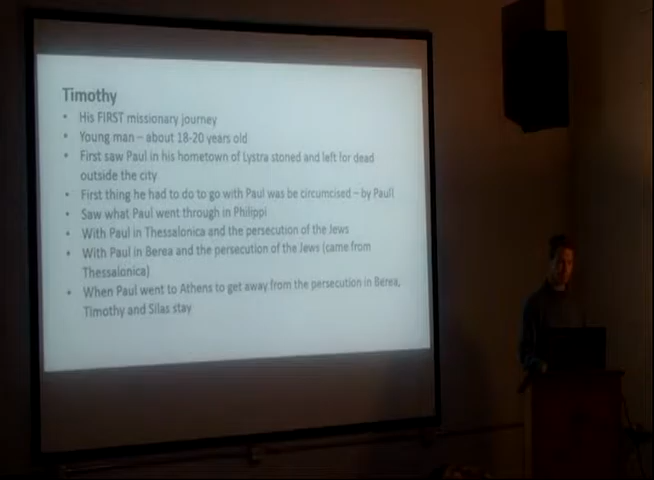 Timothy
• His FIRST missionary journey
• Young man – about 18-20 years old
• First saw Paul in his hometown of Lystra stoned and left for dead
outside the city
• First thing he had to do to go with Paul was be circumcised – by Paul!
• Saw what Paul went through in Philippi
• With Paul in Thessalonica and the persecution of the Jews
• With Paul in Berea and the persecution of the Jews (came from
Thessalonica)
• When Paul went to Athens to get away from the persecution in Berea,
Timothy and Silas stay